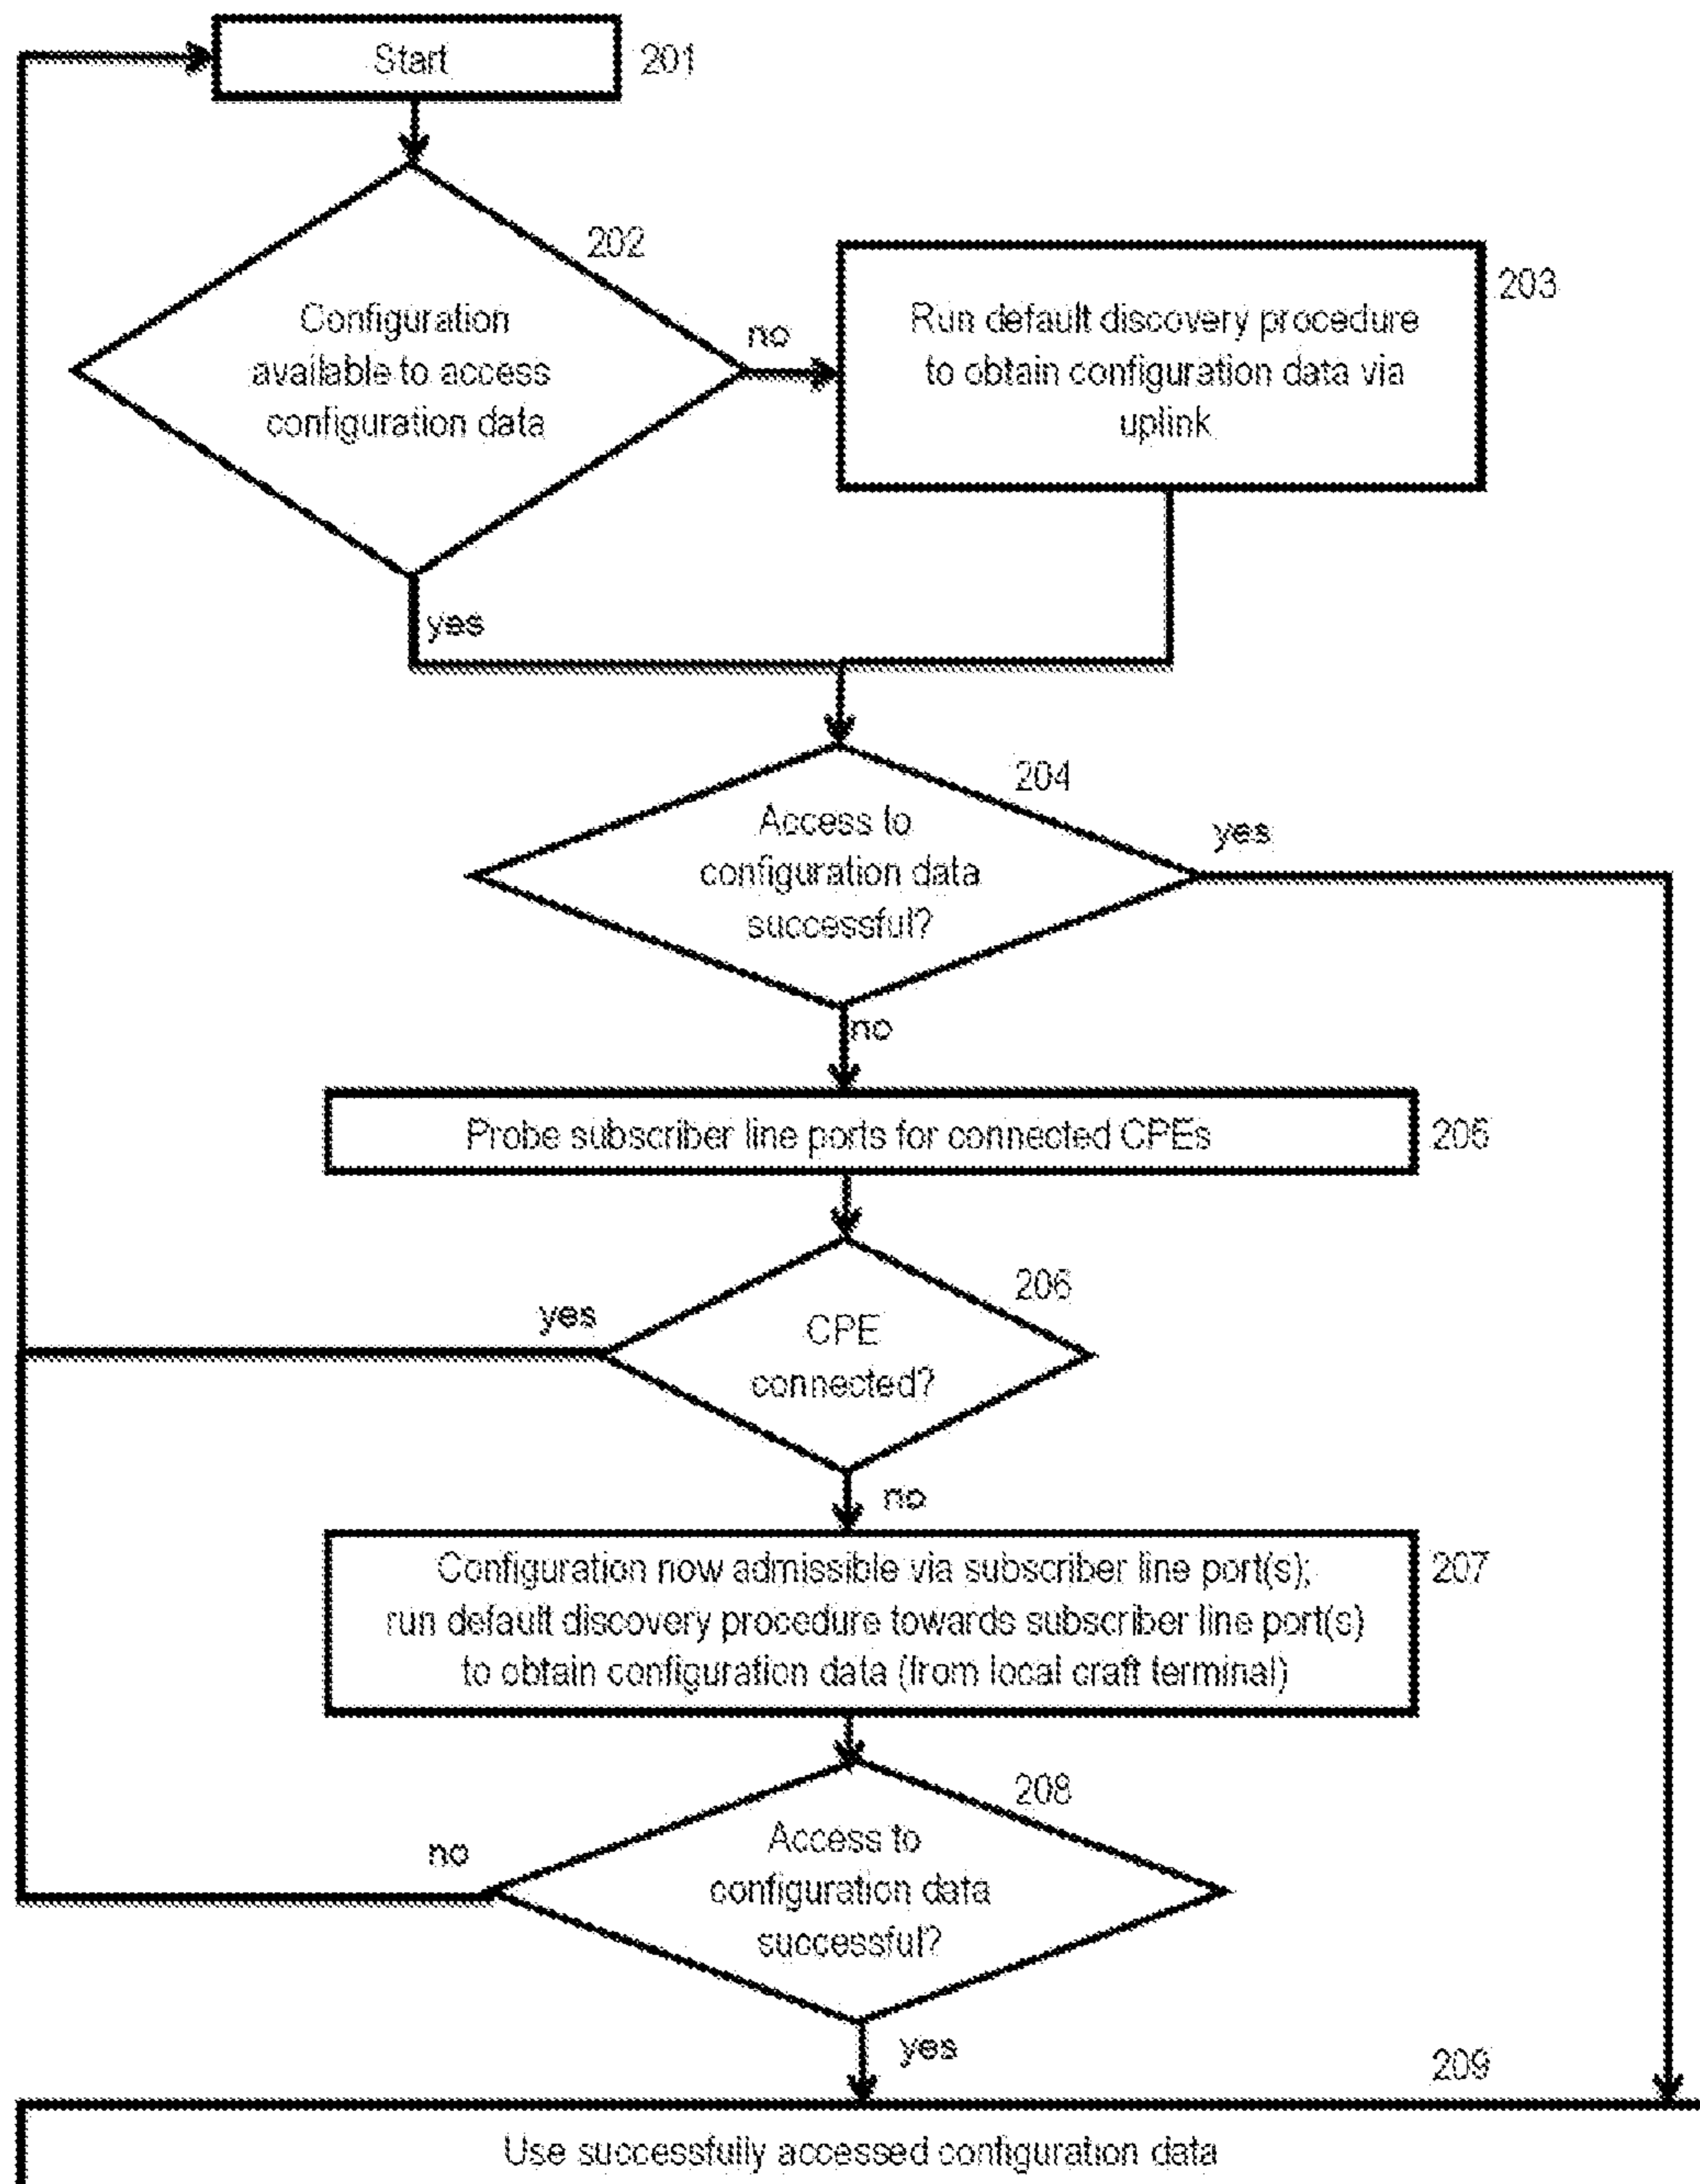 Start
201
202
Configuration
available to access
configuration data
no
203
Run default discovery procedure
to obtain configuration data via
uplink
yes
204
Access to
configuration data
successful?
yes
no
Probe subscriber line ports for connected CPEs
205
206
CPE
connected?
yes
no
Configuration now admissible via subscriber line port(s);
run default discovery procedure towards subscriber line port(s)
to obtain configuration data (from local craft terminal)
207
208
Access to
configuration data
successful?
no
yes
209
Use successfully accessed configuration data